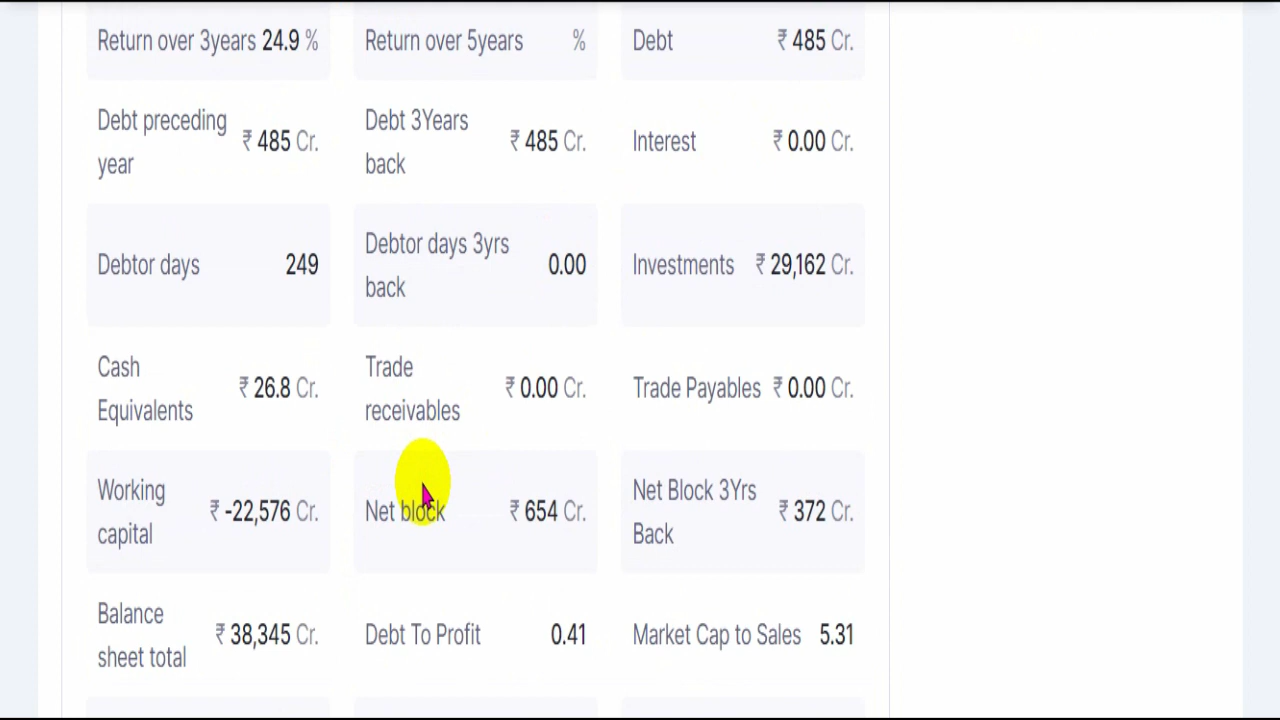 Return over 3years ₹ 24.9 %
Return over 5years %
Debt ₹ 485 Cr.
Debt preceding
year ₹ 485 Cr.
Debt 3Years
back ₹ 485 Cr.
Interest ₹ 0.00 Cr.
Debtor days 249
Debtor days 3yrs
back 0.00
Investments ₹ 29,162 Cr.
Cash
Equivalents ₹ 26.8 Cr.
Trade
receivables ₹ 0.00 Cr.
Trade Payables ₹ 0.00 Cr.
Working
capital ₹ -22,576 Cr.
Net block ₹ 654 Cr.
Net Block 3Yrs
Back ₹ 372 Cr.
Balance
sheet total ₹ 38,345 Cr.
Debt To Profit 0.41
Market Cap to Sales 5.31